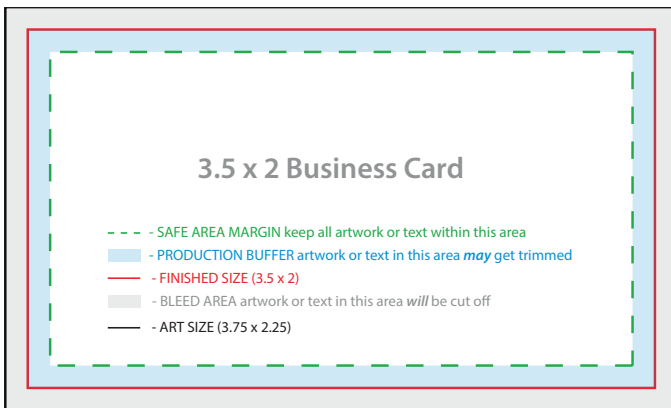 3.5 x 2 Business Card
- SAFE AREA MARGIN keep all artwork or text within this area
- PRODUCTION BUFFER artwork or text in this area may get trimmed
- FINISHED SIZE (3.5 x 2)
- BLEED AREA artwork or text in this area will be cut off
- ART SIZE (3.75 x 2.25)